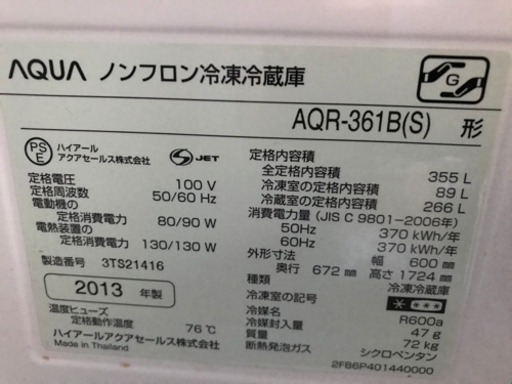 AQUA ノンフロン冷凍冷蔵庫
G
AQR-361B(S) 形
PS
E
ハイアール
アクアセールス株式会社
S JET
定格電圧 100 V
定格周波数 50/60 Hz
電動機の
定格消費電力 80/90 W
電熱装置の
定格消費電力 130/130 W
製造番号 3TS21416
2013 年製
温度ヒューズ
定格動作温度 76℃
ハイアールアクアセールス株式会社
Made in Thailand
定格内容積
全定格内容積 355 L
冷凍室の定格内容積 89 L
冷蔵室の定格内容積 266 L
消費電力量 (JIS C 9801-2006年)
50Hz 370 kWh/年
60Hz 370 kWh/年
外形寸法 幅 600 mm
奥行 672 mm 高さ 1724 mm
種類 冷凍冷蔵庫
冷凍室の記号 * ***
冷媒名 R600a
冷媒封入量 47 g
質量 72 kg
断熱発泡ガス シクロペンタン
2FB6P401440000